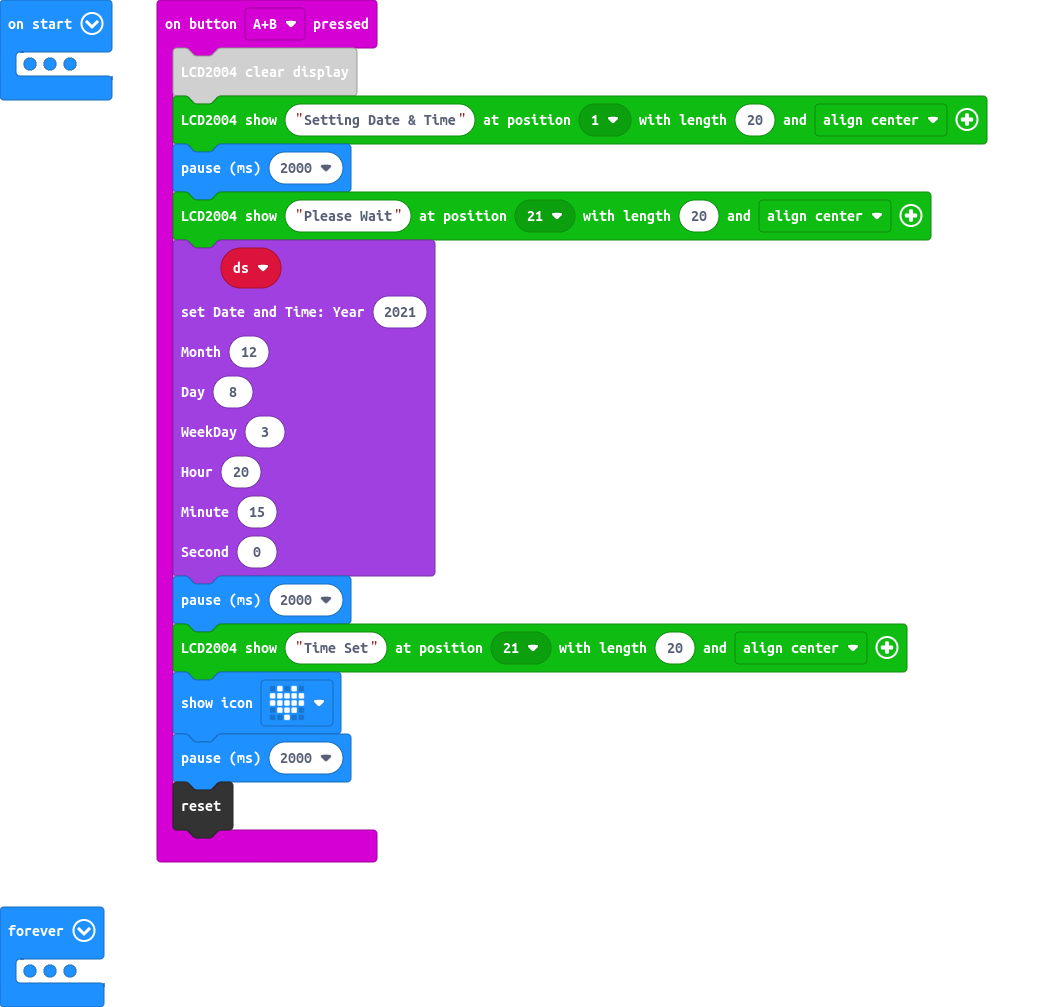 on start
on button A+B pressed
LCD2004 clear display
LCD2004 show "Setting Date & Time" at position 1 with length 20 and align center
pause (ms) 2000
LCD2004 show "Please Wait" at position 21 with length 20 and align center
ds
set Date and Time: Year 2021
Month 12
Day 8
WeekDay 3
Hour 20
Minute 15
Second 0
pause (ms) 2000
LCD2004 show "Time Set" at position 21 with length 20 and align center
show icon
pause (ms) 2000
reset
forever